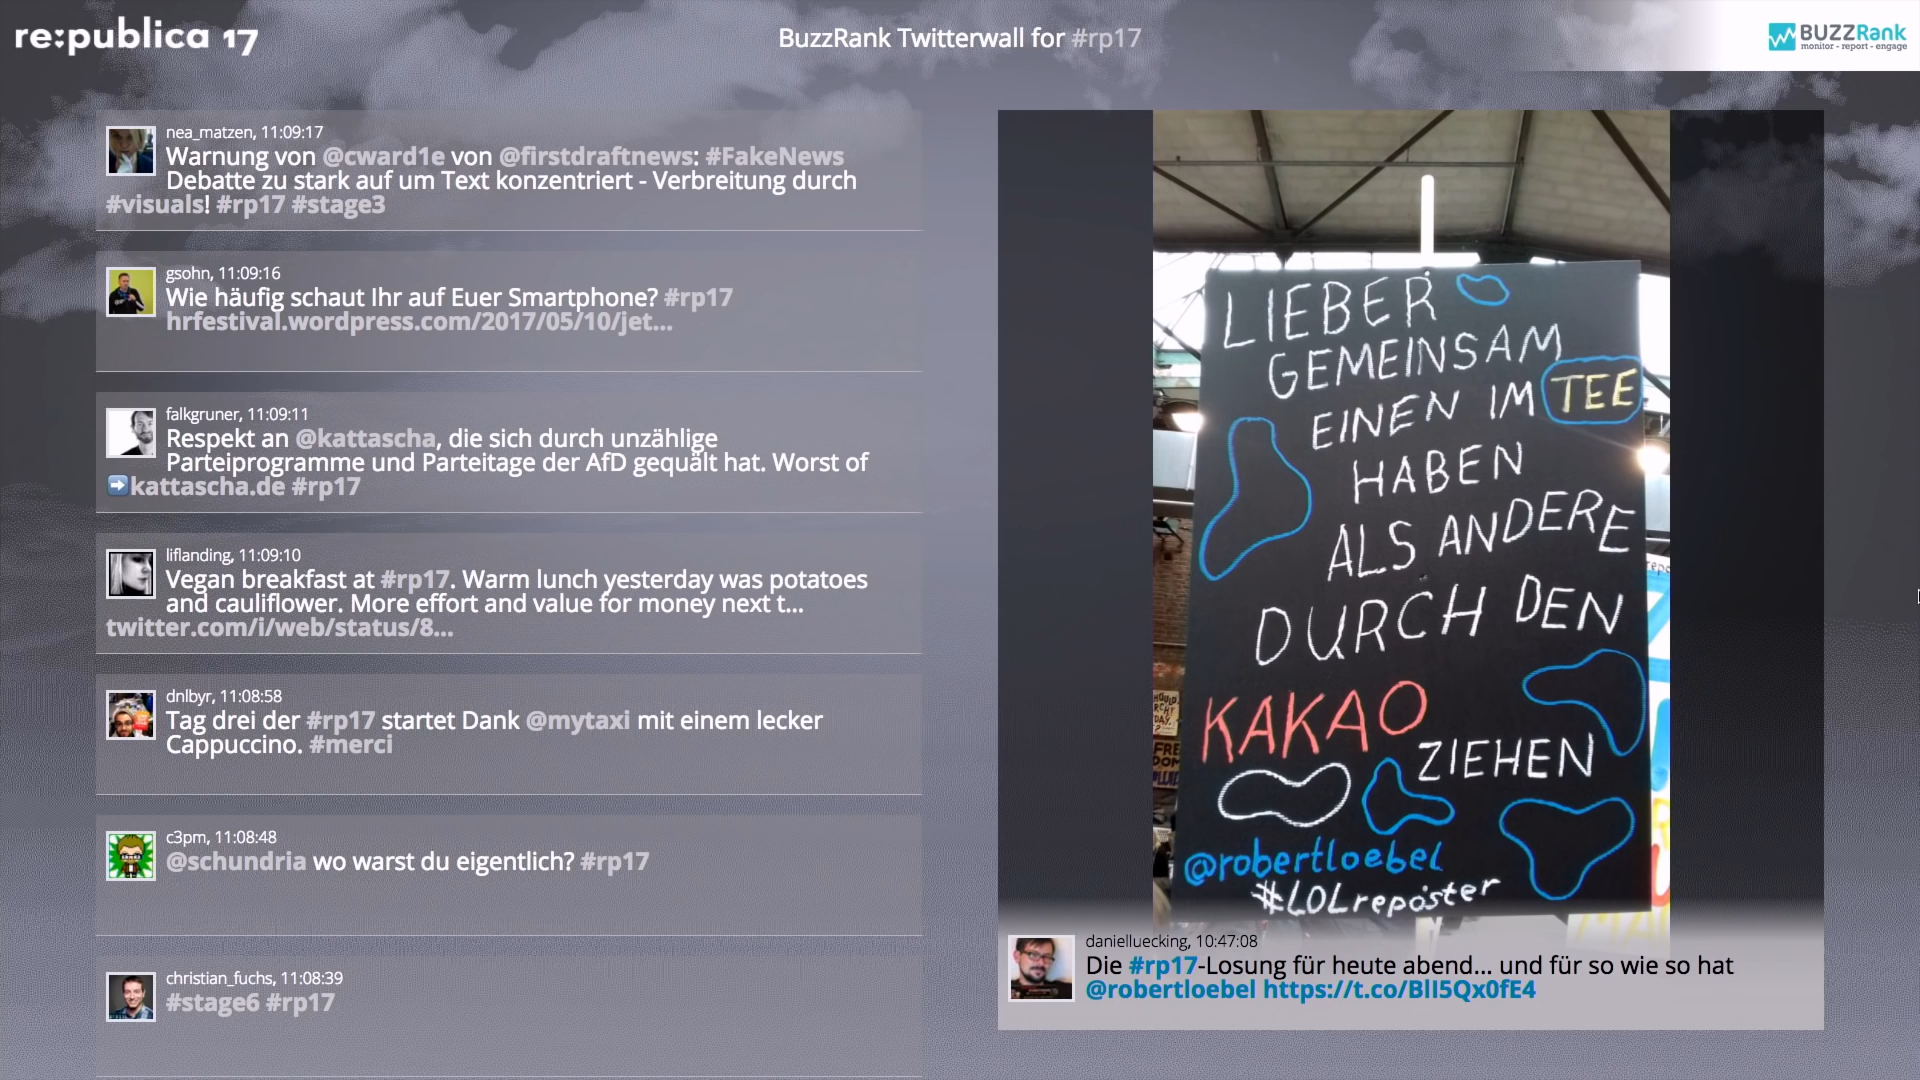 re:publica 17
BuzzRank Twitterwall for #rp17
BUZZRank
monitor - report - engage
nea_matzen, 11:09:17
Warnung von @cward1e von @firstdraftnews: #FakeNews
Debatte zu stark auf um Text konzentriert - Verbreitung durch
#visuals! #rp17 #stage3
gsohn, 11:09:16
Wie häufig schaut Ihr auf Euer Smartphone? #rp17
hrfestival.wordpress.com/2017/05/10/jet...
falkgruner, 11:09:11
Respekt an @kattascha, die sich durch unzählige
Parteiprogramme und Parteitage der AfD gequält hat. Worst of
➡kattascha.de #rp17
liflanding, 11:09:10
Vegan breakfast at #rp17. Warm lunch yesterday was potatoes
and cauliflower. More effort and value for money next t...
twitter.com/i/web/status/8...
dnlbyr, 11:08:58
Tag drei der #rp17 startet Dank @mytaxi mit einem lecker
Cappuccino. #merci
c3pm, 11:08:48
@schundria wo warst du eigentlich? #rp17
christian_fuchs, 11:08:39
#stage6 #rp17
LIEBER
GEMEINSAM
EINEN IM TEE
HABEN
ALS ANDERE
DURCH DEN
KAKAO
ZIEHEN
@robertloebel
#LOLreposter
danielluecking, 10:47:08
Die #rp17-Losung für heute abend... und für so wie so hat
@robertloebel https://t.co/BlI5Qx0fE4